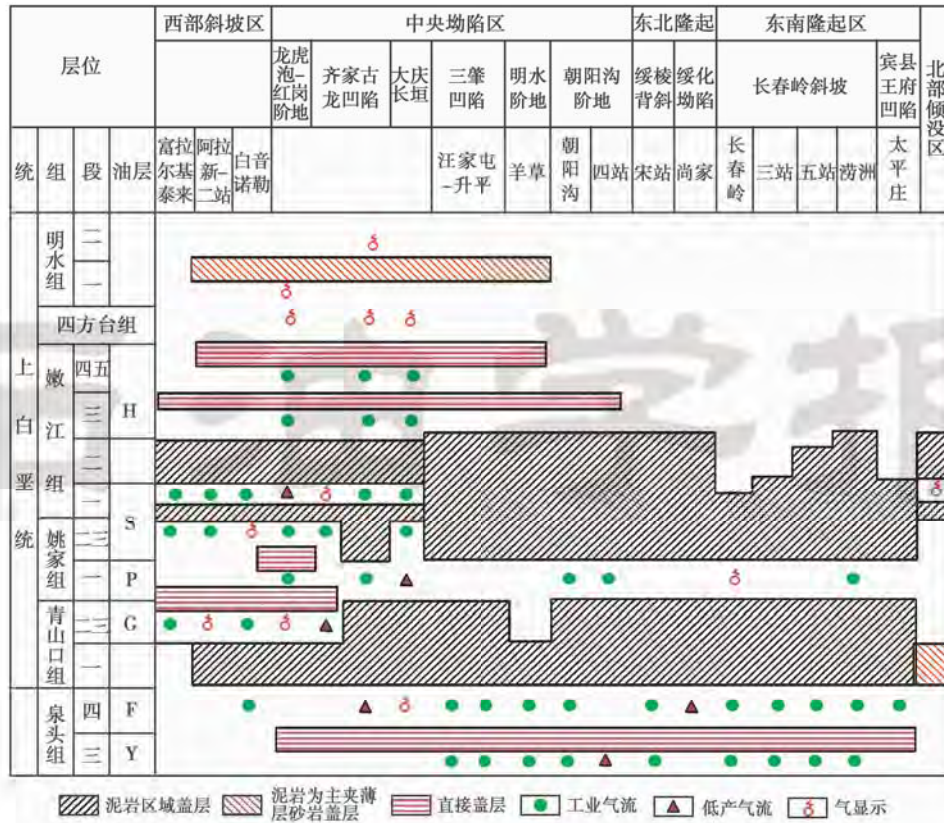 层位
西部斜坡区
中央坳陷区
东北隆起
东南隆起区
北部倾没区
龙虎泡-红岗阶地
齐家古龙凹陷
大庆长垣
三肇凹陷
明水阶地
朝阳沟阶地
绥棱背斜
绥化坳陷
长春岭斜坡
宾县王府凹陷
统
组
段
油层
富拉尔基泰来
阿拉新-二站
白音诺勒
汪家屯-升平
羊草
朝阳沟
四站
宋站
尚家
长春岭
三站
五站
涝洲
太平庄
上白垩统
明水组
二
一
四方台组
嫩江组
四五
三
二
一
H
S
姚家组
二三
一
P
青山口组
二三
一
G
泉头组
四
F
三
Y
泥岩区域盖层
泥岩为主夹薄层砂岩盖层
直接盖层
工业气流
低产气流
气显示